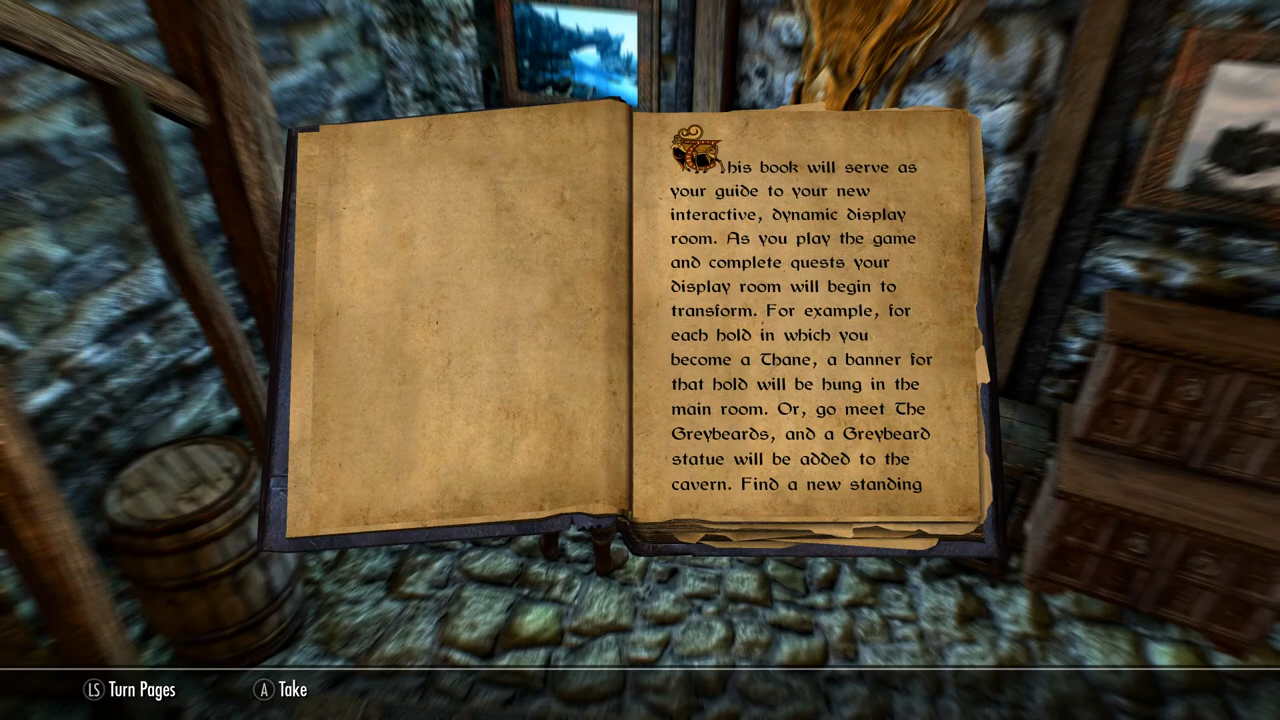 This book will serve as
your guide to your new
interactive, dynamic display
room. As you play the game
and complete quests your
display room will begin to
transform. For example, for
each hold in which you
become a Thane, a banner for
that hold will be hung in the
main room. Or, go meet The
Greybeards, and a Greybeard
statue will be added to the
cavern. Find a new standing
LS Turn Pages
A Take